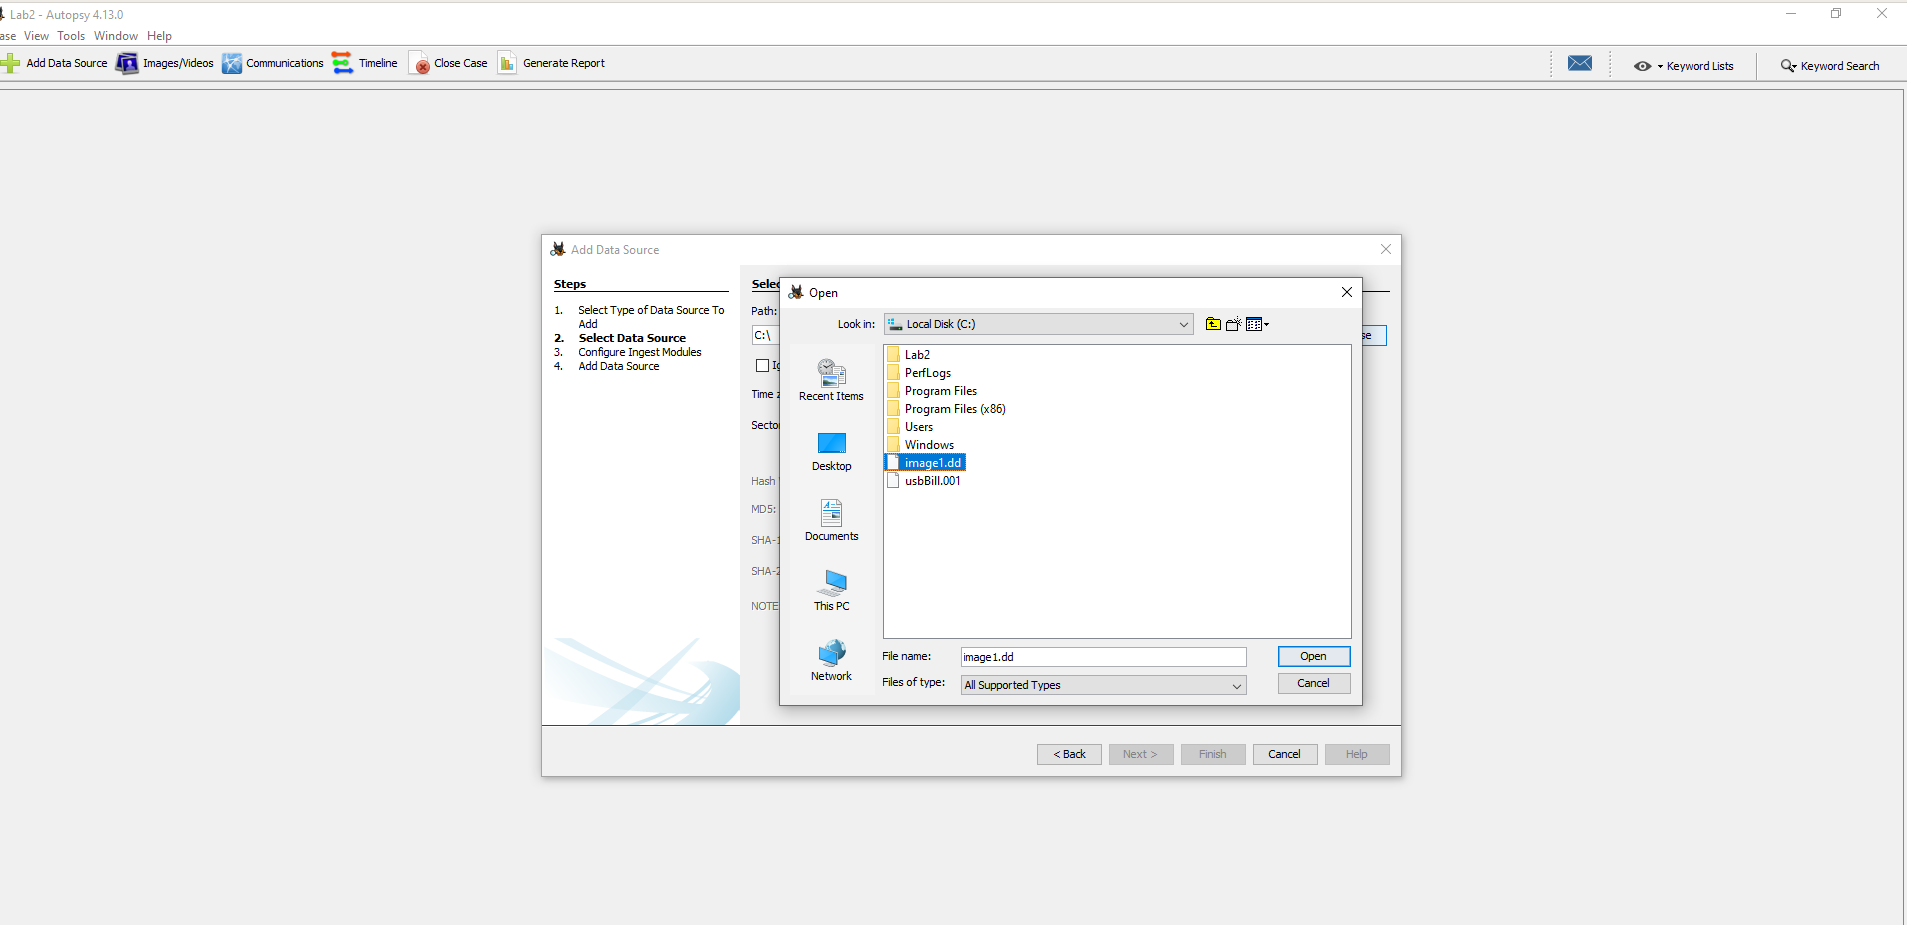 Lab2 - Autopsy 4.13.0
ase View Tools Window Help
Add Data Source Images/Videos Communications Timeline Close Case Generate Report Keyword Lists Keyword Search
Add Data Source
Steps
1. Select Type of Data Source To Add
2. Select Data Source
3. Configure Ingest Modules
4. Add Data Source
Selec
Path:
C:\
se
Ig
Time z
Secto
Hash
MD5:
SHA-1
SHA-2
NOTE
Open
Look in: Local Disk (C:)
Recent Items
Desktop
Documents
This PC
Network
Lab2
PerfLogs
Program Files
Program Files (x86)
Users
Windows
image1.dd
usbBill.001
File name: image1.dd Open
Files of type: All Supported Types Cancel
< Back Next > Finish Cancel Help